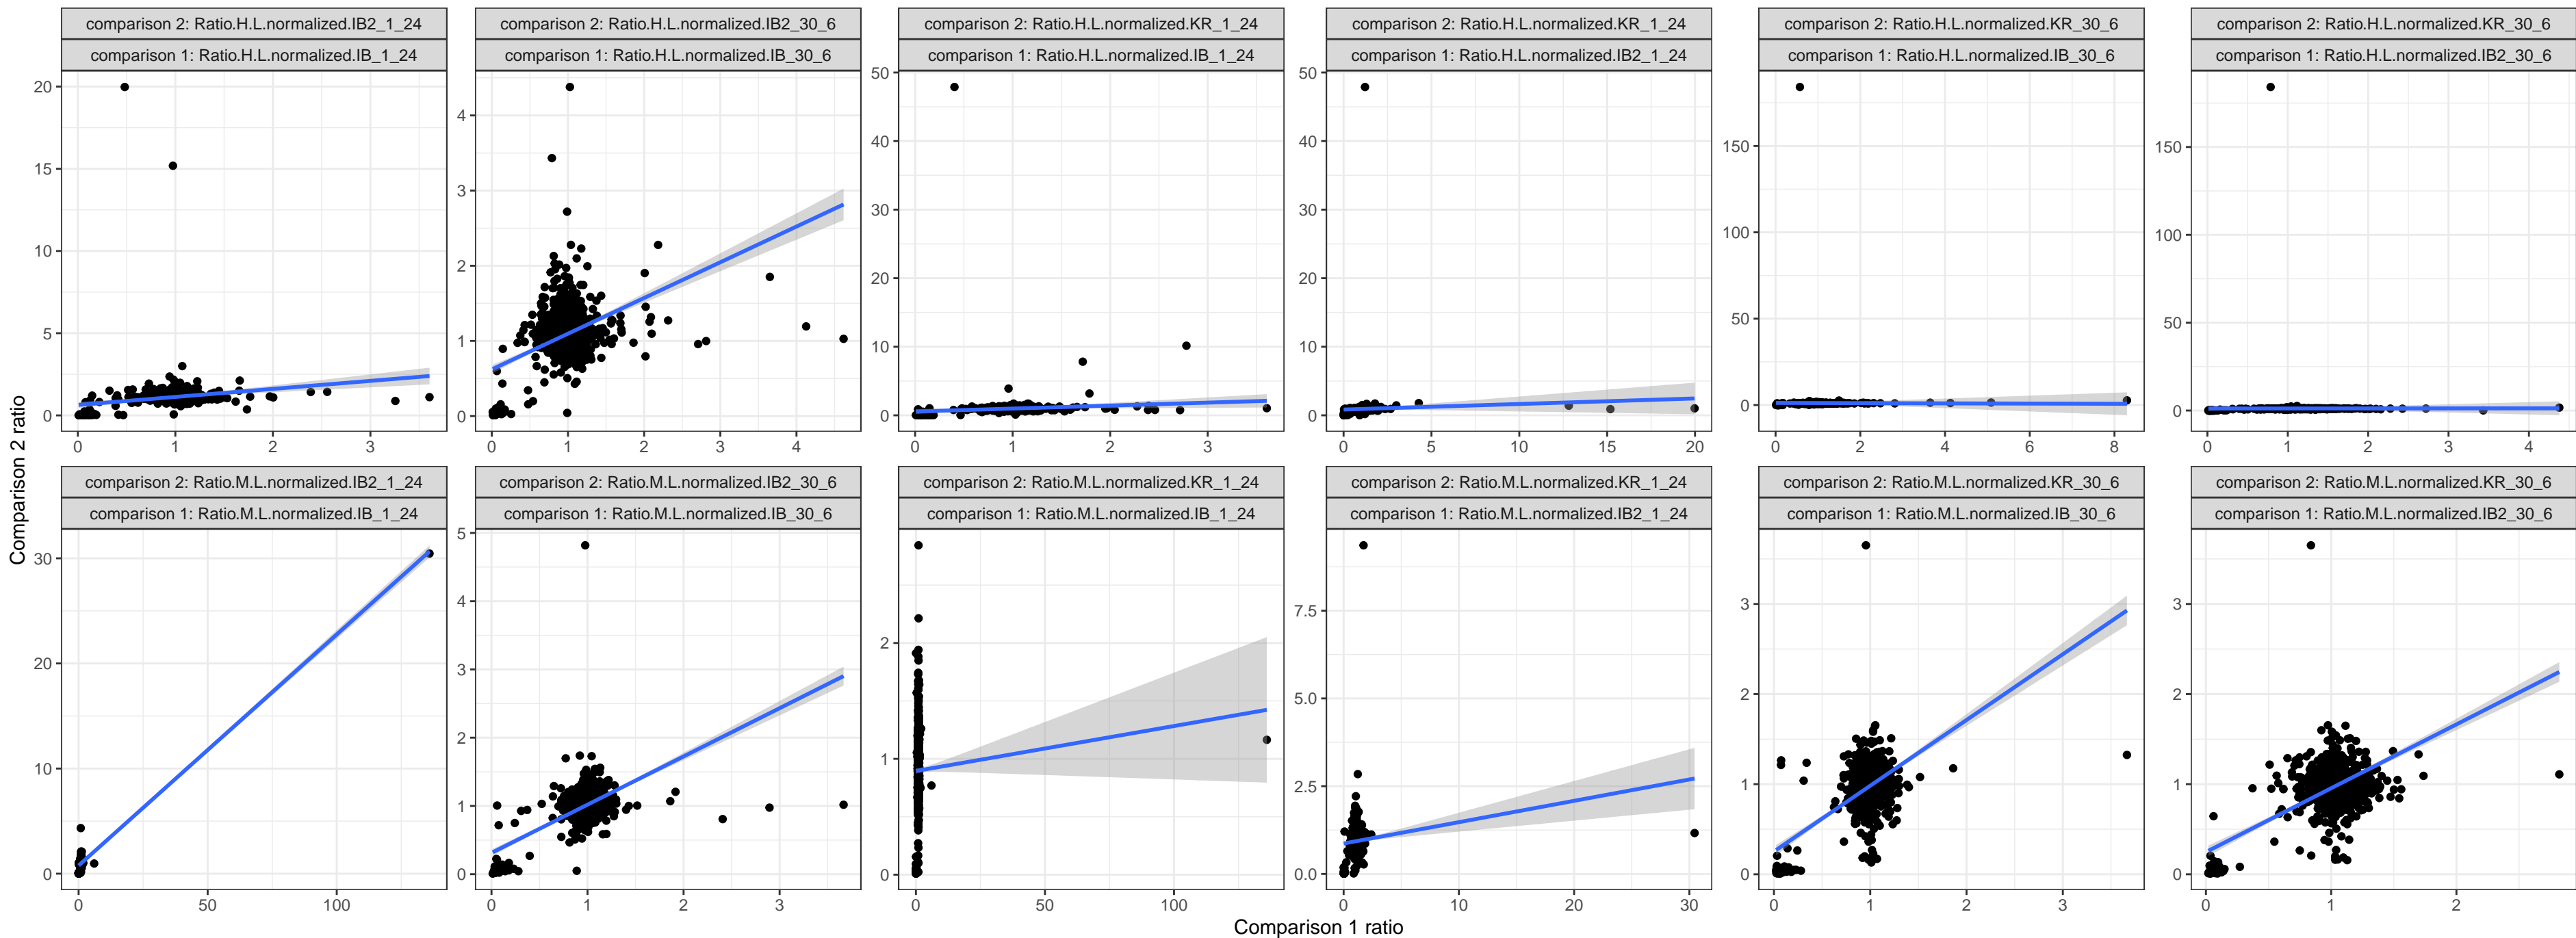 comparison 2: Ratio.H.L.normalized.IB2_1_24
comparison 1: Ratio.H.L.normalized.IB_1_24
comparison 2: Ratio.H.L.normalized.IB2_30_6
comparison 1: Ratio.H.L.normalized.IB_30_6
comparison 2: Ratio.H.L.normalized.KR_1_24
comparison 1: Ratio.H.L.normalized.IB_1_24
comparison 2: Ratio.H.L.normalized.KR_1_24
comparison 1: Ratio.H.L.normalized.IB2_1_24
comparison 2: Ratio.H.L.normalized.KR_30_6
comparison 1: Ratio.H.L.normalized.IB_30_6
comparison 2: Ratio.H.L.normalized.KR_30_6
comparison 1: Ratio.H.L.normalized.IB2_30_6
20
15
10
5
0
0 1 2 3
4
3
2
1
0
0 1 2 3 4
50
40
30
20
10
0
0 1 2 3
50
40
30
20
10
0
0 5 10 15 20
150
100
50
0
0 2 4 6 8
150
100
50
0
0 1 2 3 4
Comparison 2 ratio
comparison 2: Ratio.M.L.normalized.IB2_1_24
comparison 1: Ratio.M.L.normalized.IB_1_24
comparison 2: Ratio.M.L.normalized.IB2_30_6
comparison 1: Ratio.M.L.normalized.IB_30_6
comparison 2: Ratio.M.L.normalized.KR_1_24
comparison 1: Ratio.M.L.normalized.IB_1_24
comparison 2: Ratio.M.L.normalized.KR_1_24
comparison 1: Ratio.M.L.normalized.IB2_1_24
comparison 2: Ratio.M.L.normalized.KR_30_6
comparison 1: Ratio.M.L.normalized.IB_30_6
comparison 2: Ratio.M.L.normalized.KR_30_6
comparison 1: Ratio.M.L.normalized.IB2_30_6
30
20
10
0
0 50 100
5
4
3
2
1
0
0 1 2 3
2
1
0
0 50 100
7.5
5.0
2.5
0.0
0 10 20 30
3
2
1
0
0 1 2 3
3
2
1
0
0 1 2
Comparison 1 ratio